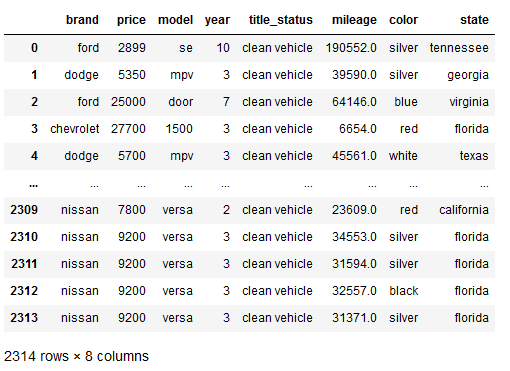 brand price model year title_status mileage color state
0 ford 2899 se 10 clean vehicle 190552.0 silver tennessee
1 dodge 5350 mpv 3 clean vehicle 39590.0 silver georgia
2 ford 25000 door 7 clean vehicle 64146.0 blue virginia
3 chevrolet 27700 1500 3 clean vehicle 6654.0 red florida
4 dodge 5700 mpv 3 clean vehicle 45561.0 white texas
... ... ... ... ... ... ... ... ...
2309 nissan 7800 versa 2 clean vehicle 23609.0 red california
2310 nissan 9200 versa 3 clean vehicle 34553.0 silver florida
2311 nissan 9200 versa 3 clean vehicle 31594.0 silver florida
2312 nissan 9200 versa 3 clean vehicle 32557.0 black florida
2313 nissan 9200 versa 3 clean vehicle 31371.0 silver florida
2314 rows × 8 columns